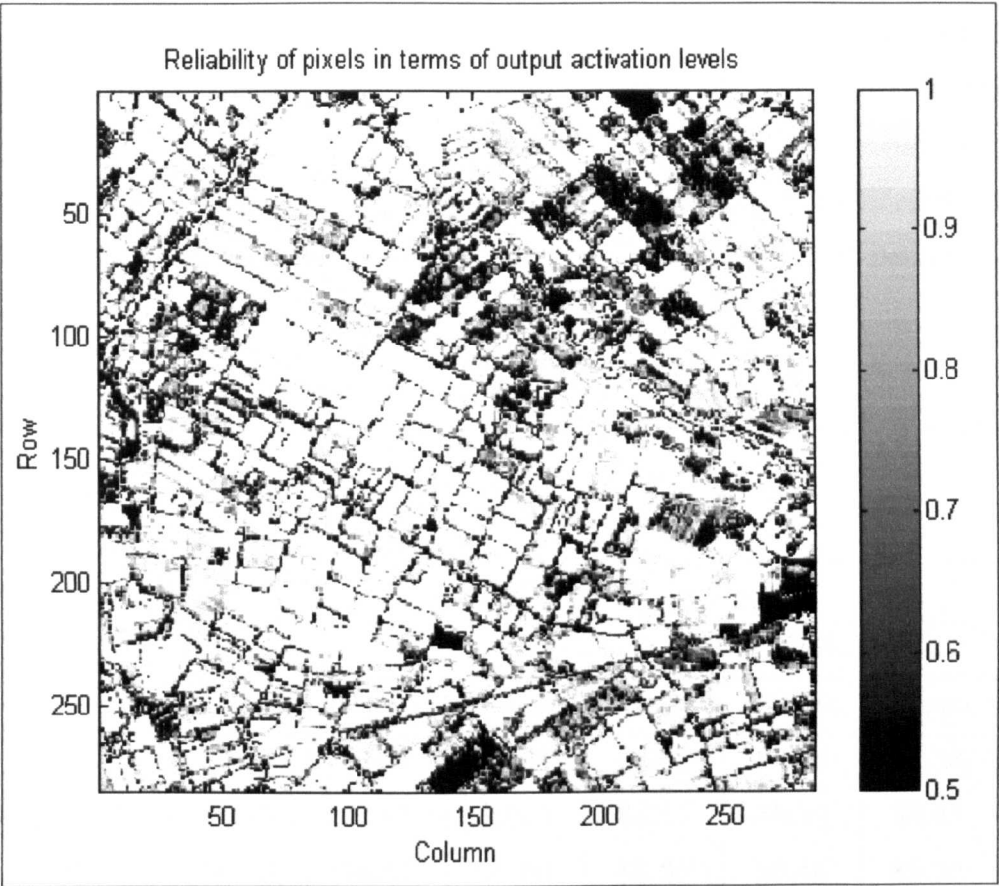 Reliability of pixels in terms of output activation levels
1
50
0.9
100
0.8
Row
150
0.7
200
0.6
250
0.5
50 100 150 200 250
Column